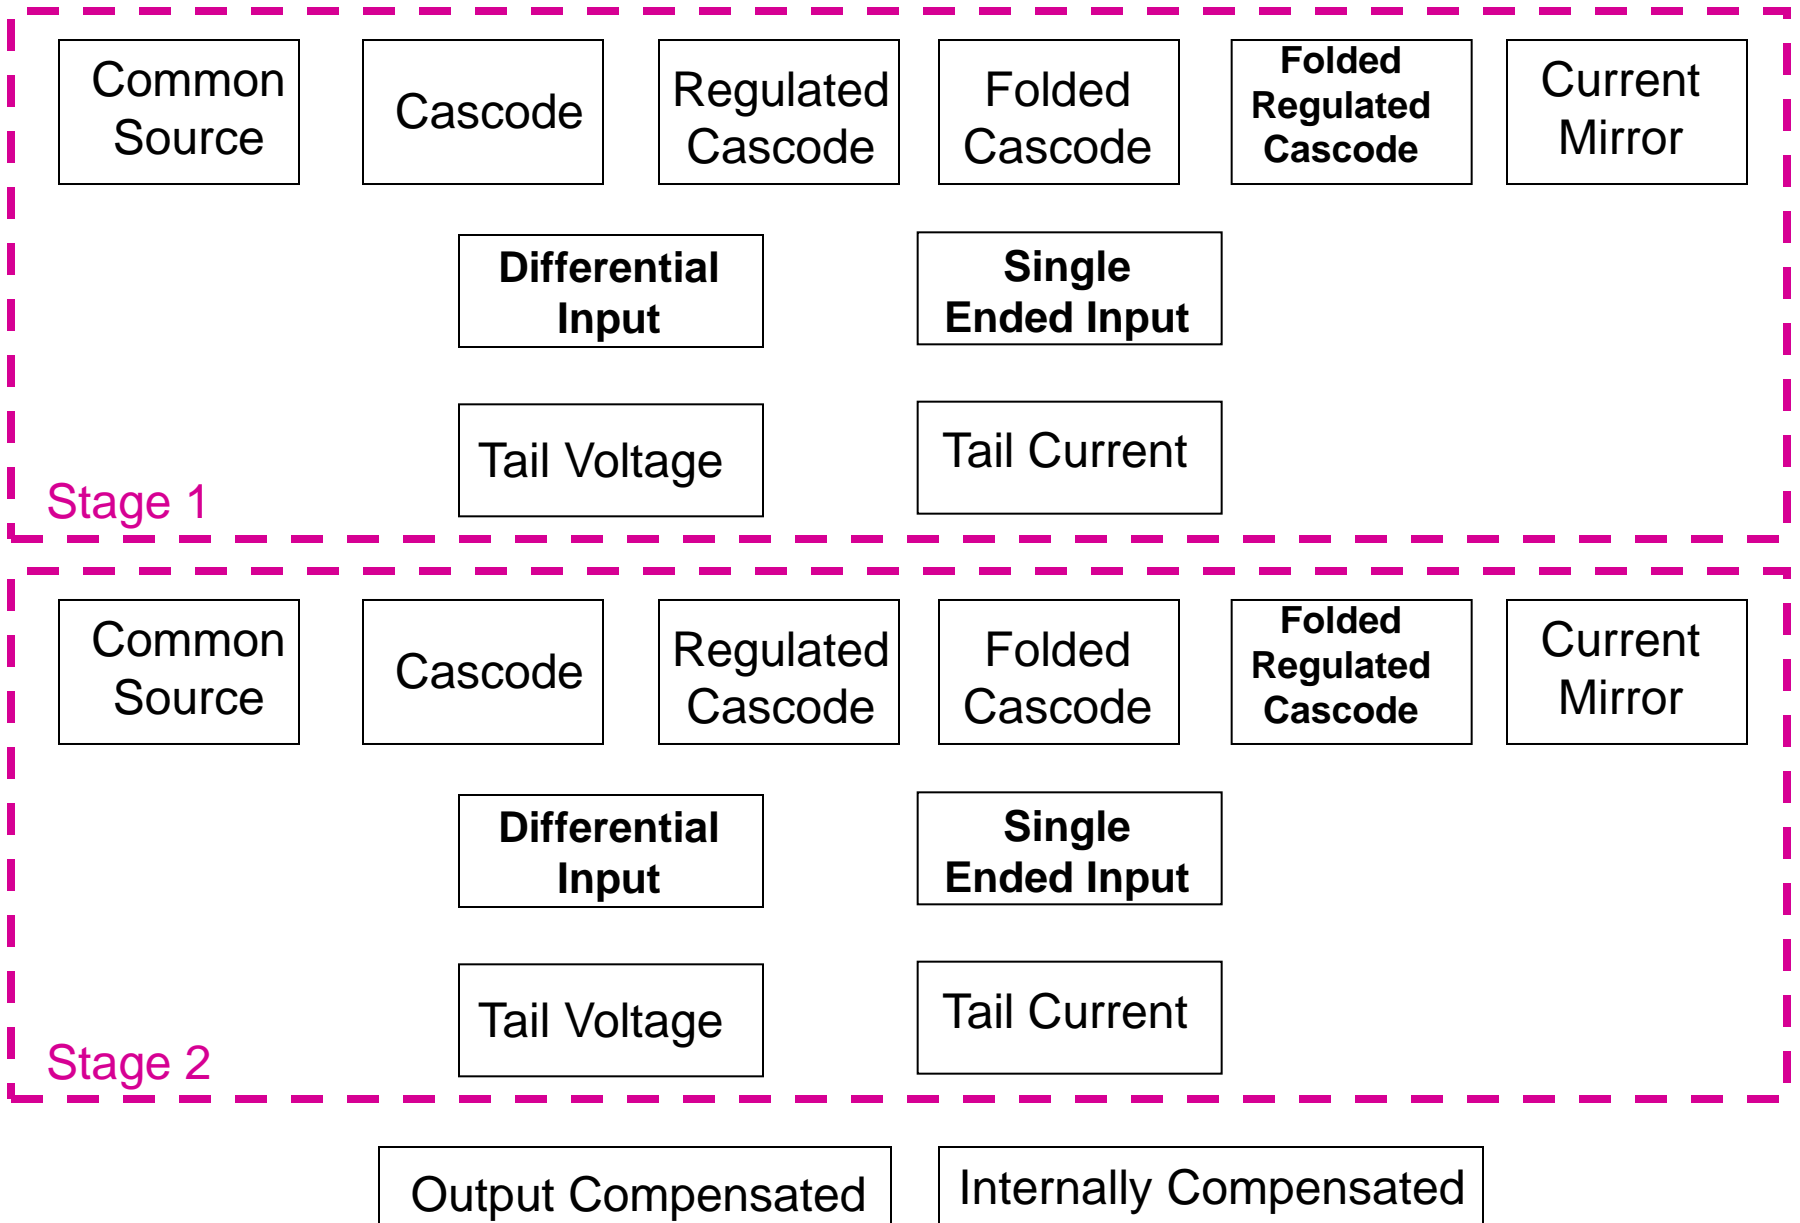 Common
Source
Cascode
Regulated
Cascode
Folded
Cascode
Folded
Regulated
Cascode
Current
Mirror
Differential
Input
Single
Ended Input
Tail Voltage
Tail Current
Stage 1
Common
Source
Cascode
Regulated
Cascode
Folded
Cascode
Folded
Regulated
Cascode
Current
Mirror
Differential
Input
Single
Ended Input
Tail Voltage
Tail Current
Stage 2
Output Compensated
Internally Compensated